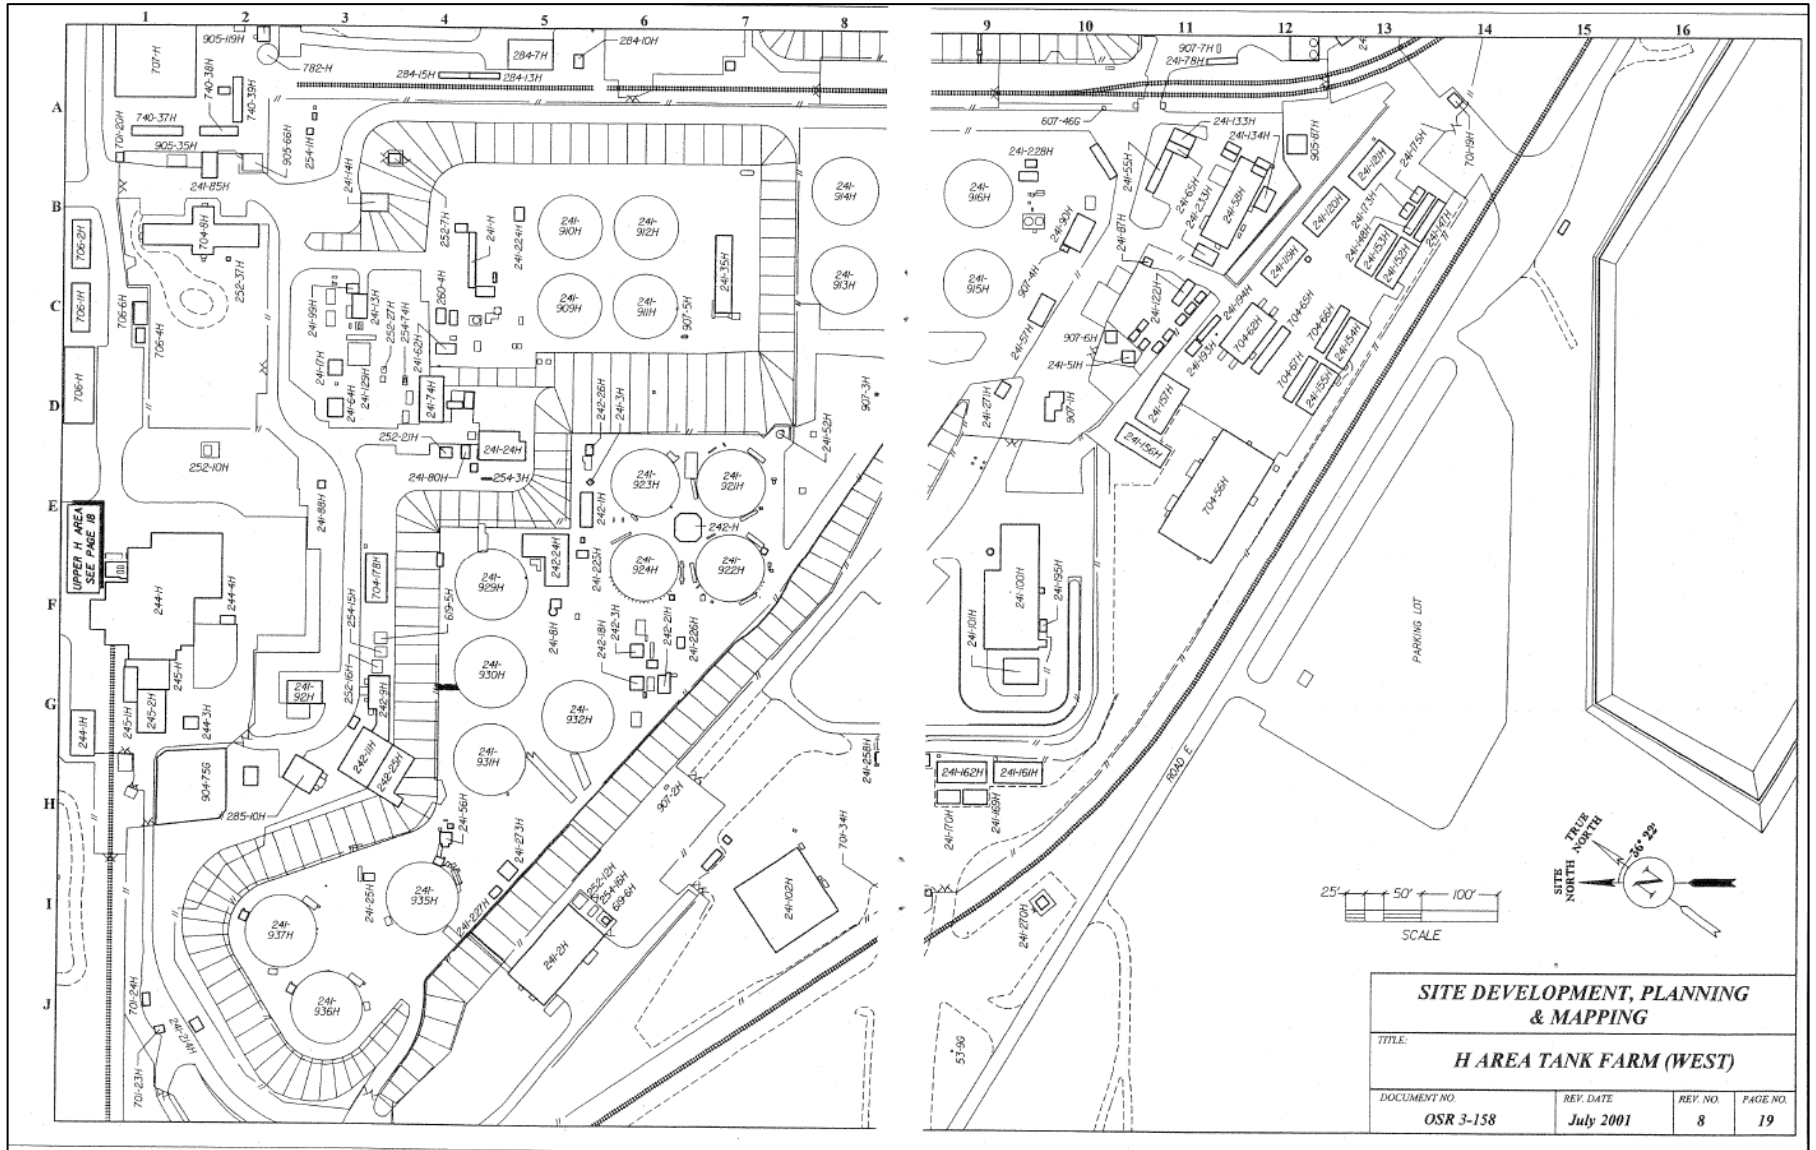 1 2 3 4 5 6 7 8 9 10 11 12 13 14 15 16
A
B
C
D
E
F
G
H
I
J
707-H
905-119H
782-H
740-38H
740-39H
284-7H
284-10H
284-15H
284-13H
701-20H
740-37H
905-35H
905-66H
254-1H
241-85H
241-14H
706-2H
704-8H
252-37H
706-1H
706-6H
706-4H
706-H
252-10H
252-7H
241-H
241-224H
241-
910H
241-
912H
241-
909H
241-
911H
241-35H
907-5H
241-
914H
241-
913H
241-99H
241-13H
252-27H
254-74H
260-4H
241-62H
241-17H
241-129H
241-64H
241-74H
252-21H
241-80H
241-24H
254-3H
242-26H
241-3H
907-3H
241-52H
241-88H
UPPER H AREA
SEE PAGE 18
244-H
244-4H
245-H
245-1H
245-2H
244-3H
244-1H
904-75G
285-10H
704-178H
254-15H
619-5H
252-16H
241-
92H
242-9H
242-11H
242-25H
241-
923H
241-
921H
242-1H
242-H
241-
924H
241-
922H
242-24H
241-225H
241-
929H
241-8H
242-18H
242-3H
242-21H
241-226H
241-
930H
241-
932H
241-
931H
907-2H
241-56H
241-273H
241-25H
241-
935H
241-227H
252-12H
254-16H
619-6H
241-2H
241-102H
701-34H
241-258H
241-
937H
241-
936H
701-24H
241-214H
701-23H
907-7H
241-78H
607-46G
241-133H
241-134H
905-87H
241-228H
241-
916H
241-
915H
241-90H
907-4H
241-57H
241-271H
241-55H
241-65H
241-233H
241-58H
241-87H
241-122H
907-6H
241-51H
907-1H
241-193H
241-194H
704-62H
704-65H
704-66H
241-154H
704-67H
241-155H
241-157H
241-156H
704-56H
241-119H
241-120H
241-121H
241-175H
241-173H
241-148H
241-153H
241-152H
241-147H
701-19H
241-100H
241-101H
241-195H
241-162H
241-161H
241-170H
241-169H
241-270H
53-9G
ROAD E
PARKING LOT
TRUE
NORTH
36° 22'
SITE
NORTH
N
25' 50' 100'
SCALE
SITE DEVELOPMENT, PLANNING
& MAPPING
TITLE:
H AREA TANK FARM (WEST)
DOCUMENT NO. REV. DATE REV. NO. PAGE NO.
OSR 3-158 July 2001 8 19